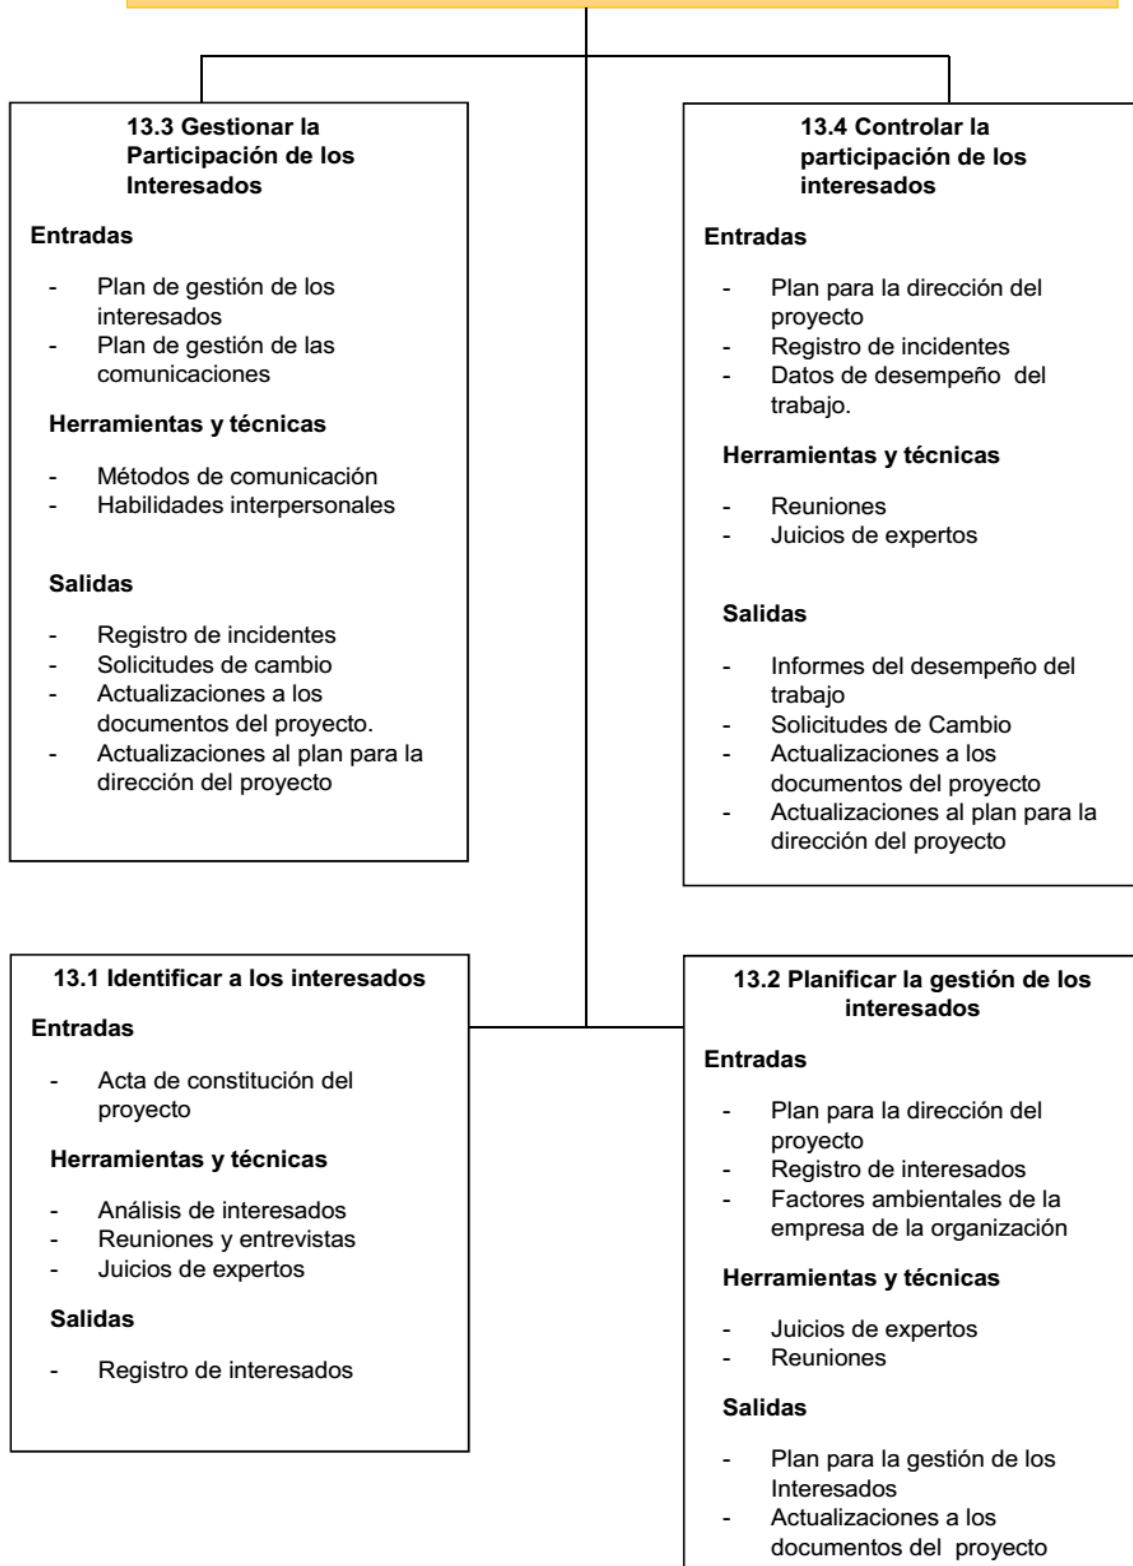 13.3 Gestionar la
Participación de los
Interesados
Entradas
- Plan de gestión de los
interesados
- Plan de gestión de las
comunicaciones
Herramientas y técnicas
- Métodos de comunicación
- Habilidades interpersonales
Salidas
- Registro de incidentes
- Solicitudes de cambio
- Actualizaciones a los
documentos del proyecto.
- Actualizaciones al plan para la
dirección del proyecto
13.4 Controlar la
participación de los
interesados
Entradas
- Plan para la dirección del
proyecto
- Registro de incidentes
- Datos de desempeño del
trabajo.
Herramientas y técnicas
- Reuniones
- Juicios de expertos
Salidas
- Informes del desempeño del
trabajo
- Solicitudes de Cambio
- Actualizaciones a los
documentos del proyecto
- Actualizaciones al plan para la
dirección del proyecto
13.1 Identificar a los interesados
Entradas
- Acta de constitución del
proyecto
Herramientas y técnicas
- Análisis de interesados
- Reuniones y entrevistas
- Juicios de expertos
Salidas
- Registro de interesados
13.2 Planificar la gestión de los
interesados
Entradas
- Plan para la dirección del
proyecto
- Registro de interesados
- Factores ambientales de la
empresa de la organización
Herramientas y técnicas
- Juicios de expertos
- Reuniones
Salidas
- Plan para la gestión de los
Interesados
- Actualizaciones a los
documentos del proyecto